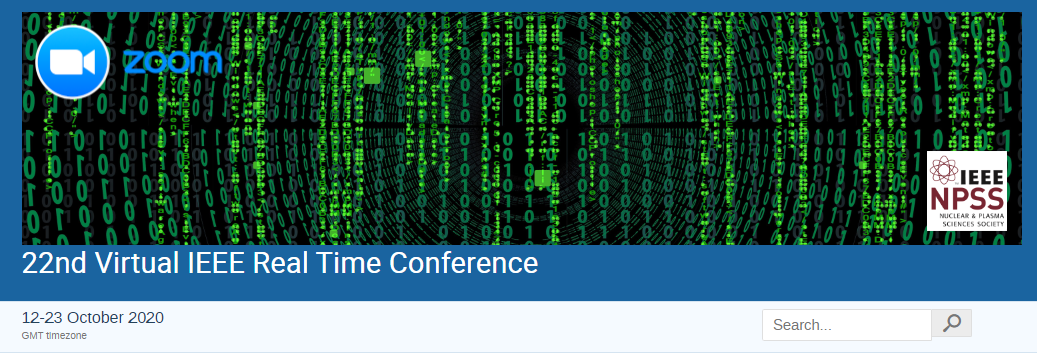 zoom
IEEE
NPSS
NUCLEAR & PLASMA
SCIENCES SOCIETY
22nd Virtual IEEE Real Time Conference
12-23 October 2020
GMT timezone
Search...